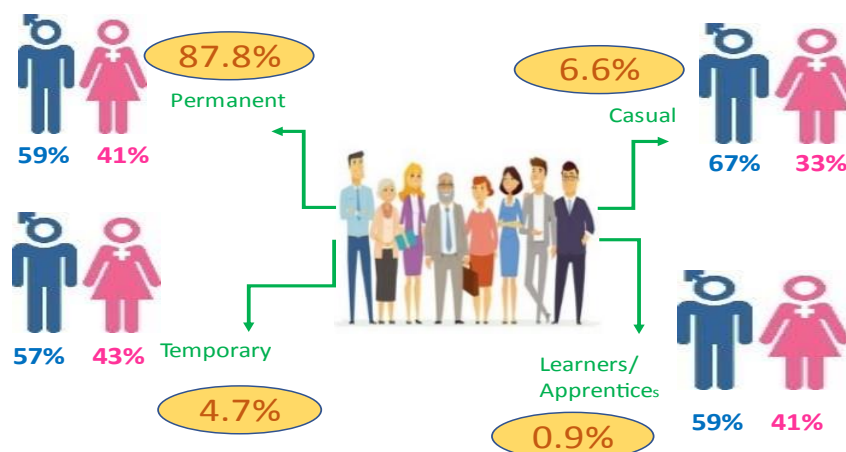 87.8%
Permanent
59% 41%
6.6%
Casual
67% 33%
57% 43%
Temporary
4.7%
Learners/
Apprentices
0.9%
59% 41%